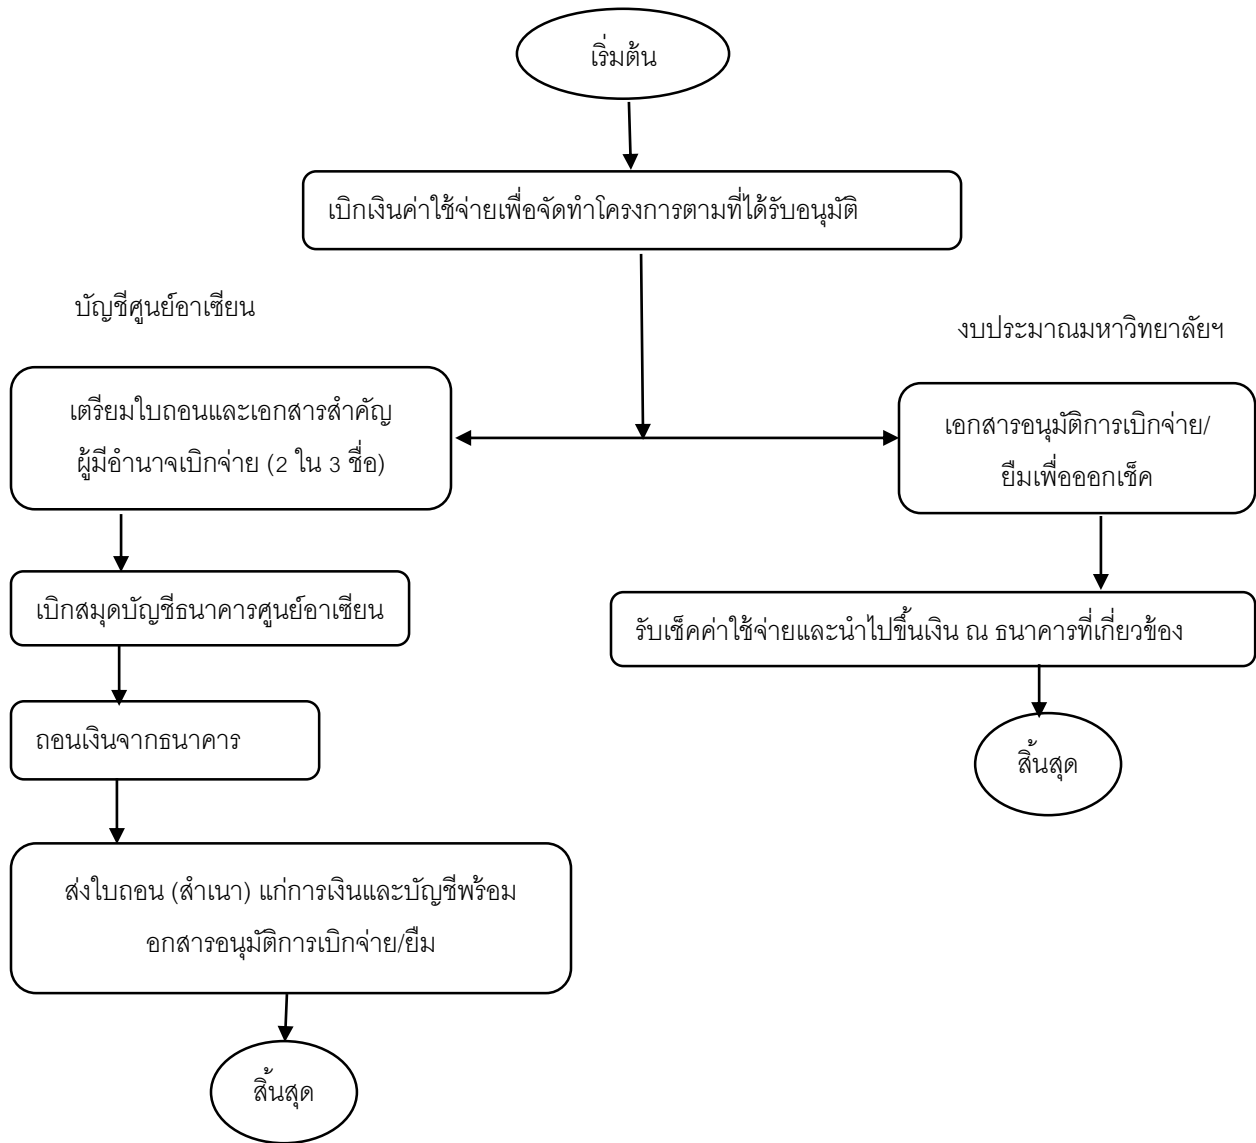 เริ่มต้น
เบิกเงินค่าใช้จ่ายเพื่อจัดทำโครงการตามที่ได้รับอนุมัติ
บัญชีศูนย์อาเซียน
งบประมาณมหาวิทยาลัยฯ
เตรียมใบถอนและเอกสารสำคัญ
ผู้มีอำนาจเบิกจ่าย (2 ใน 3 ชื่อ)
เอกสารอนุมัติการเบิกจ่าย/
ยืมเพื่อออกเช็ค
เบิกสมุดบัญชีธนาคารศูนย์อาเซียน
รับเช็คค่าใช้จ่ายและนำไปขึ้นเงิน ณ ธนาคารที่เกี่ยวข้อง
ถอนเงินจากธนาคาร
สิ้นสุด
ส่งใบถอน (สำเนา) แก่การเงินและบัญชีพร้อม
อกสารอนุมัติการเบิกจ่าย/ยืม
สิ้นสุด